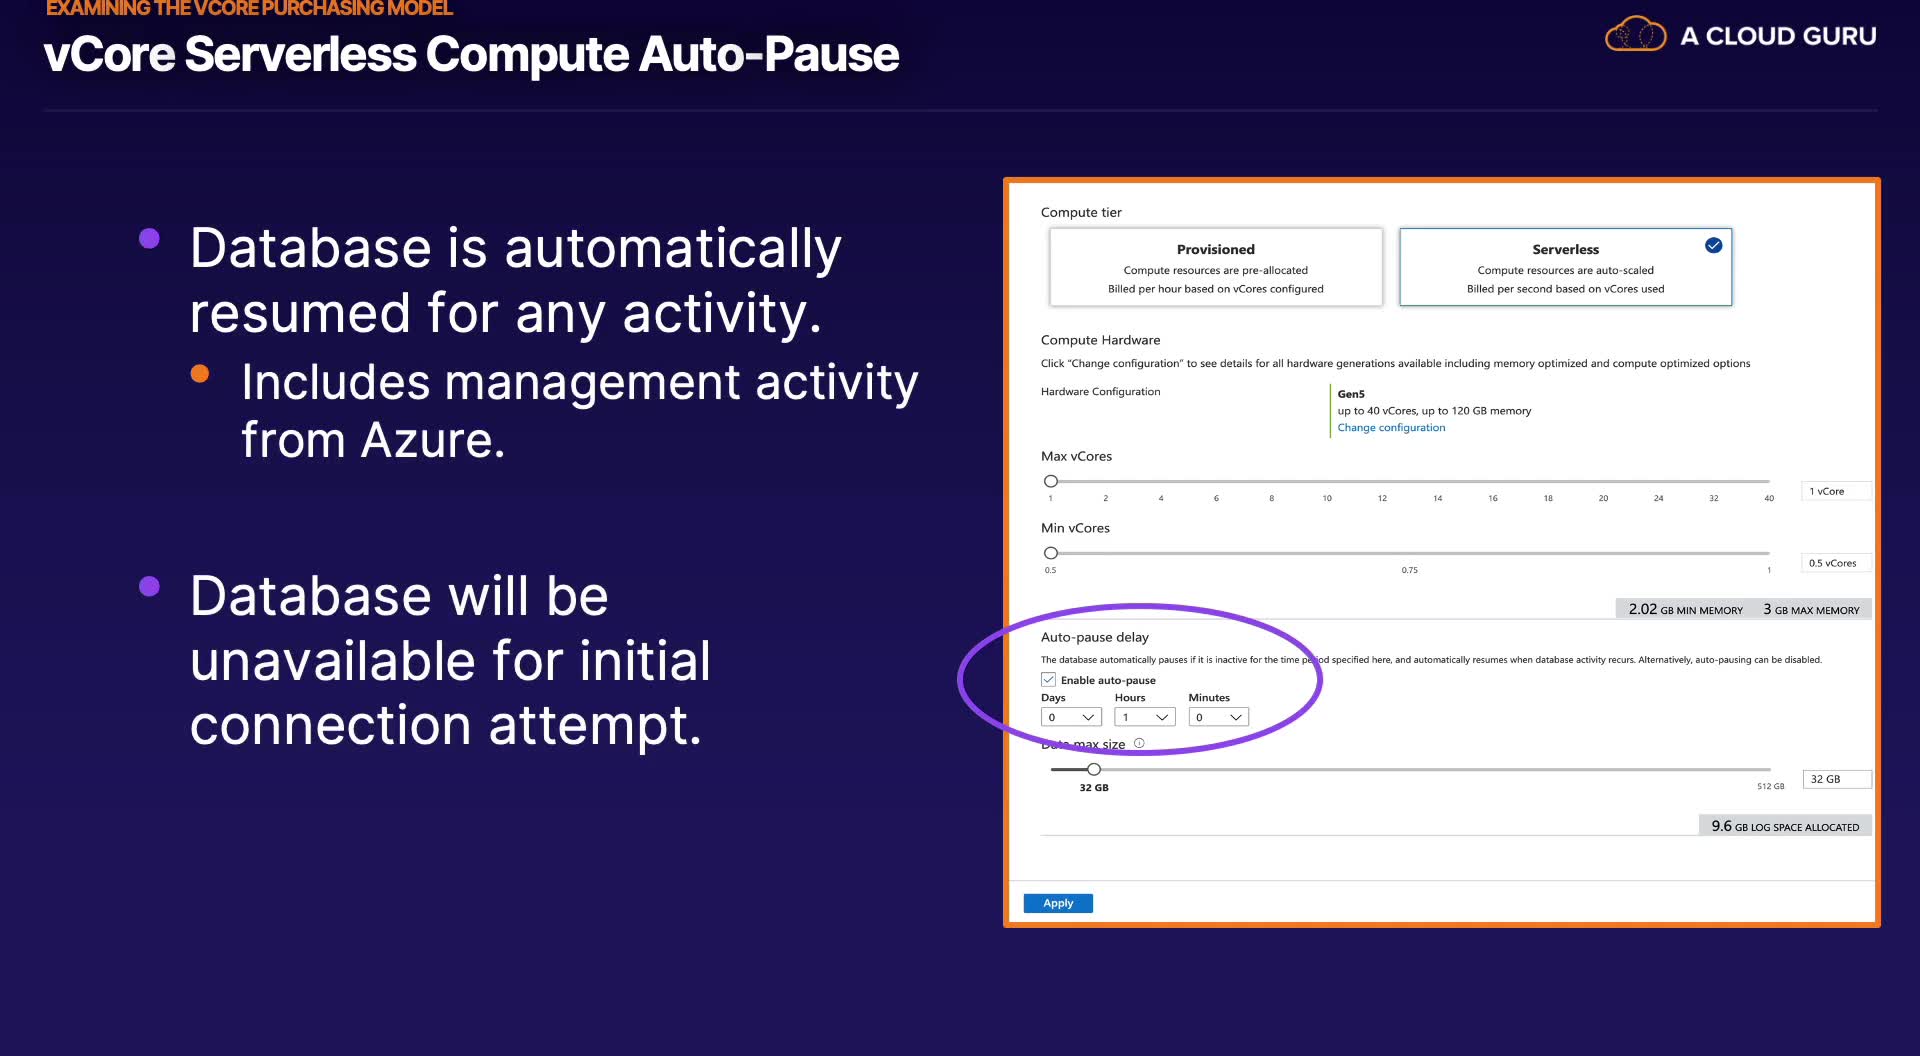 EXAMINING THE VCORE PURCHASING MODEL
vCore Serverless Compute Auto-Pause
A CLOUD GURU
Database is automatically
resumed for any activity.
Includes management activity
from Azure.
Database will be
unavailable for initial
connection attempt.
Compute tier
Provisioned
Compute resources are pre-allocated
Billed per hour based on vCores configured
Serverless
Compute resources are auto-scaled
Billed per second based on vCores used
Compute Hardware
Click "Change configuration" to see details for all hardware generations available including memory optimized and compute optimized options
Hardware Configuration
Gen5
up to 40 vCores, up to 120 GB memory
Change configuration
Max vCores
1 2 4 6 8 10 12 14 16 18 20 24 32 40
1 vCore
Min vCores
0.5 0.75 1
0.5 vCores
2.02 GB MIN MEMORY 3 GB MAX MEMORY
Auto-pause delay
The database automatically pauses if it is inactive for the time period specified here, and automatically resumes when database activity recurs. Alternatively, auto-pausing can be disabled.
Enable auto-pause
Days Hours Minutes
0 1 0
Data max size
32 GB
512 GB
32 GB
9.6 GB LOG SPACE ALLOCATED
Apply